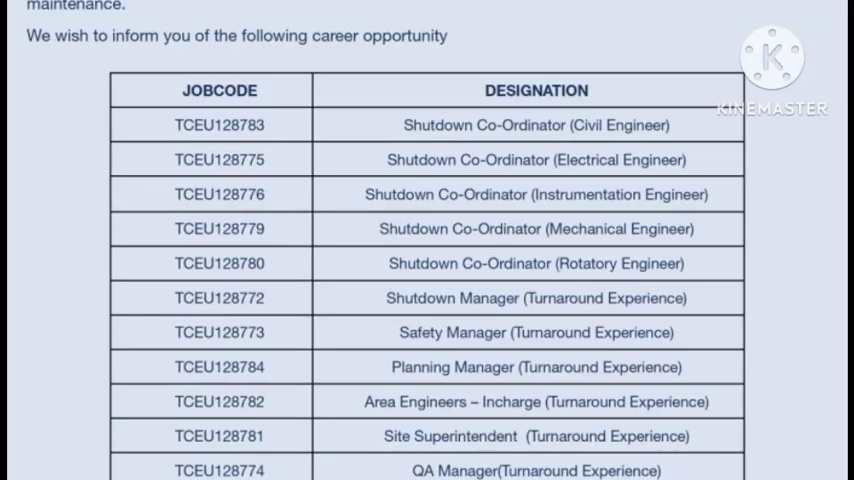 maintenance.
We wish to inform you of the following career opportunity
K
KINEMASTER
JOBCODE DESIGNATION
TCEU128783 Shutdown Co-Ordinator (Civil Engineer)
TCEU128775 Shutdown Co-Ordinator (Electrical Engineer)
TCEU128776 Shutdown Co-Ordinator (Instrumentation Engineer)
TCEU128779 Shutdown Co-Ordinator (Mechanical Engineer)
TCEU128780 Shutdown Co-Ordinator (Rotatory Engineer)
TCEU128772 Shutdown Manager (Turnaround Experience)
TCEU128773 Safety Manager (Turnaround Experience)
TCEU128784 Planning Manager (Turnaround Experience)
TCEU128782 Area Engineers – Incharge (Turnaround Experience)
TCEU128781 Site Superintendent (Turnaround Experience)
TCEU128774 QA Manager(Turnaround Experience)